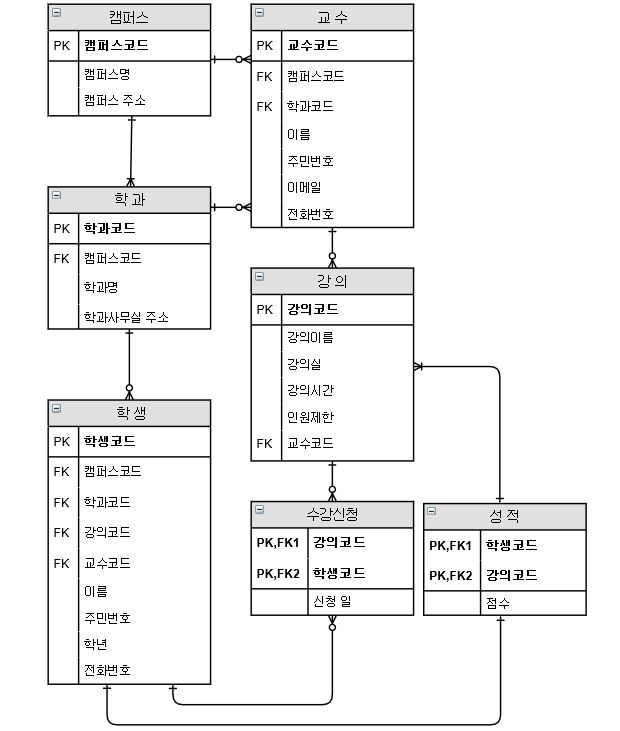 캠퍼스
PK 캠퍼스코드
캠퍼스명
캠퍼스 주소
교 수
PK 교수코드
FK 캠퍼스코드
FK 학과코드
이름
주민번호
이메일
전화번호
학 과
PK 학과코드
FK 캠퍼스코드
학과명
학과사무실 주소
강 의
PK 강의코드
강의이름
강의실
강의시간
인원제한
FK 교수코드
학 생
PK 학생코드
FK 캠퍼스코드
FK 학과코드
FK 강의코드
FK 교수코드
이름
주민번호
학년
전화번호
수강신청
PK,FK1 강의코드
PK,FK2 학생코드
신청 일
성 적
PK,FK1 학생코드
PK,FK2 강의코드
점수